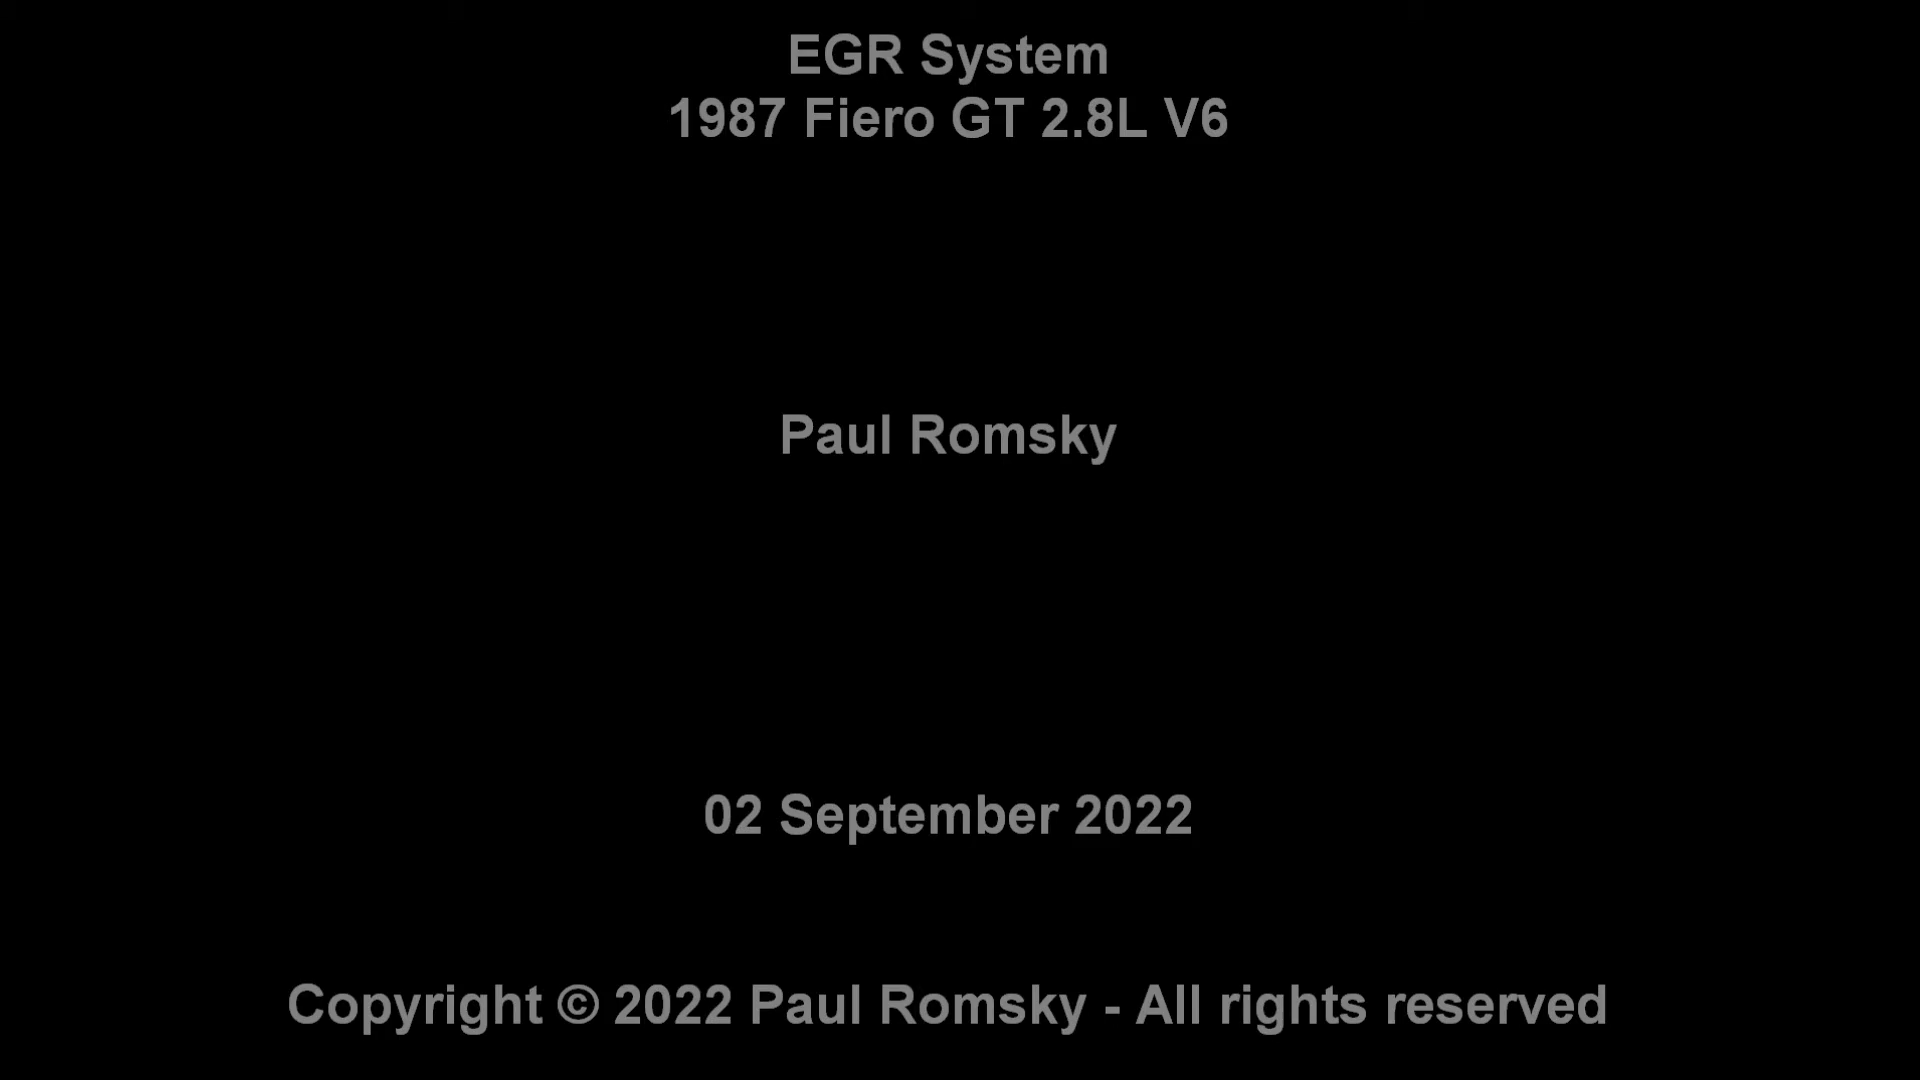 EGR System
1987 Fiero GT 2.8L V6
Paul Romsky
02 September 2022
Copyright © 2022 Paul Romsky - All rights reserved